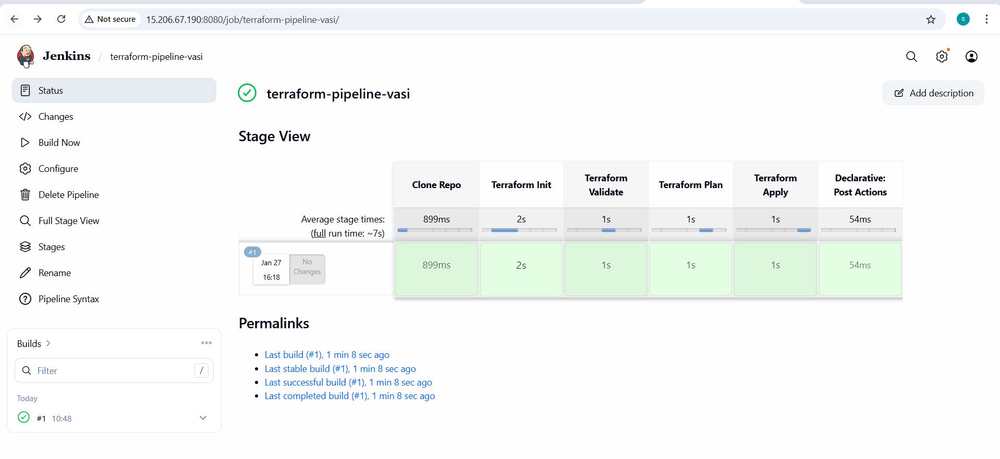 Not secure
15.206.67.190:8080/job/terraform-pipeline-vasi/
S
Jenkins / terraform-pipeline-vasi
Status
Changes
Build Now
Configure
Delete Pipeline
Full Stage View
Stages
Rename
Pipeline Syntax
Builds
Filter /
Today
#1 10:48
terraform-pipeline-vasi
Add description
Stage View
Clone Repo
Terraform Init
Terraform
Validate
Terraform Plan
Terraform
Apply
Declarative:
Post Actions
Average stage times:
(full run time: ~7s)
899ms 2s 1s 1s 1s 54ms
#1
Jan 27
16:18
No
Changes
899ms 2s 1s 1s 1s 54ms
Permalinks
Last build (#1), 1 min 8 sec ago
Last stable build (#1), 1 min 8 sec ago
Last successful build (#1), 1 min 8 sec ago
Last completed build (#1), 1 min 8 sec ago